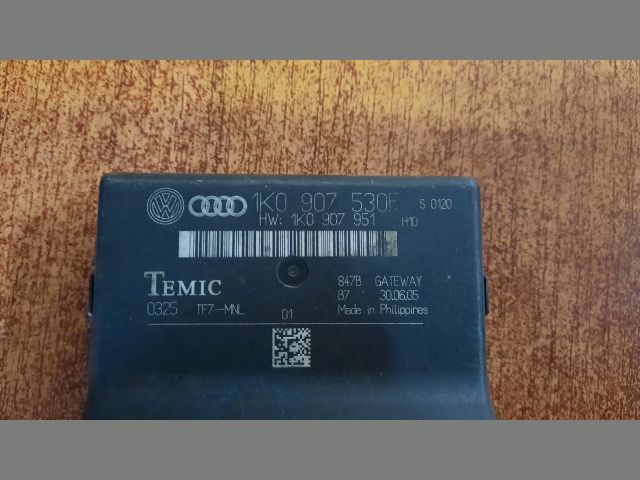 1K0 907 530E S 0120
HW: 1K0 907 951 H10
TEMIC
847B GATEWAY
B7 30.06.05
0325 TF7-MNL 01 Made in Philippines